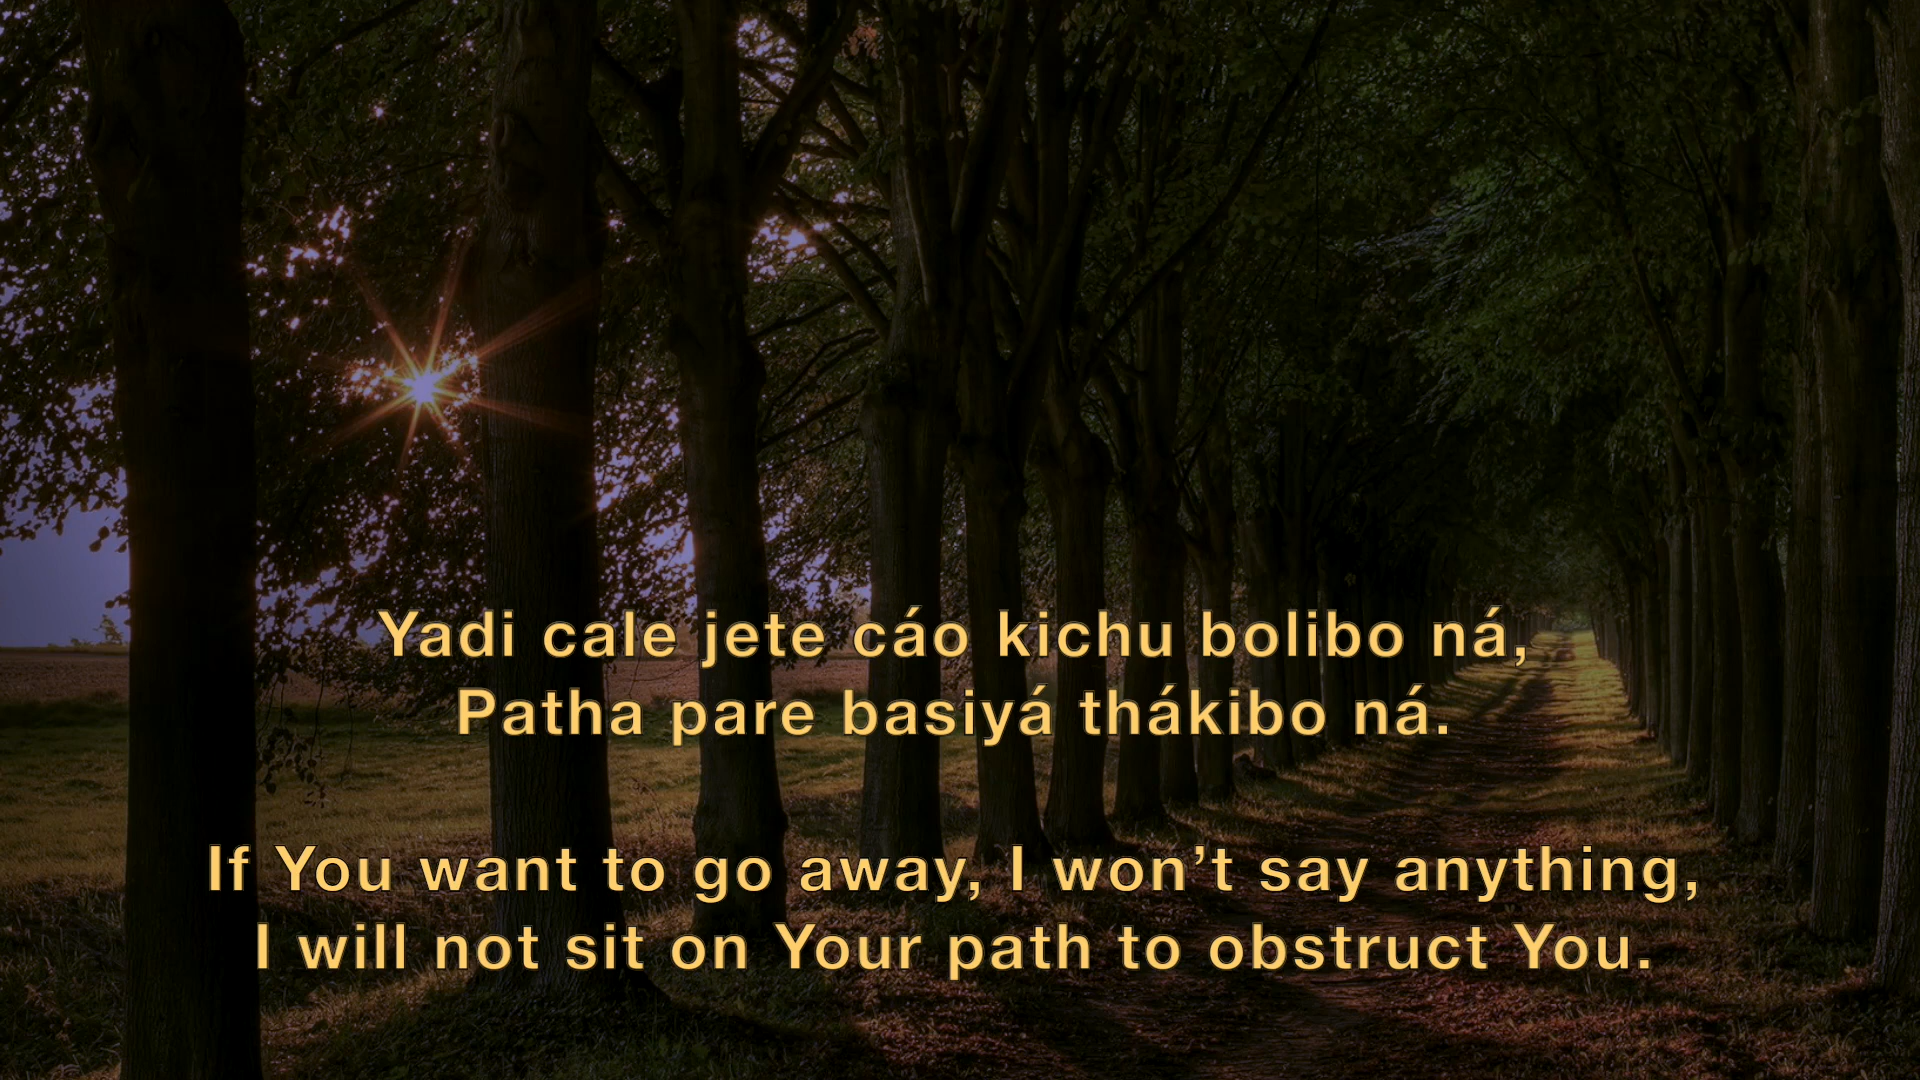 Yadi cale jete cáo kichu bolibo ná,
Patha pare basiyá thákibo ná.
If You want to go away, I won’t say anything,
I will not sit on Your path to obstruct You.